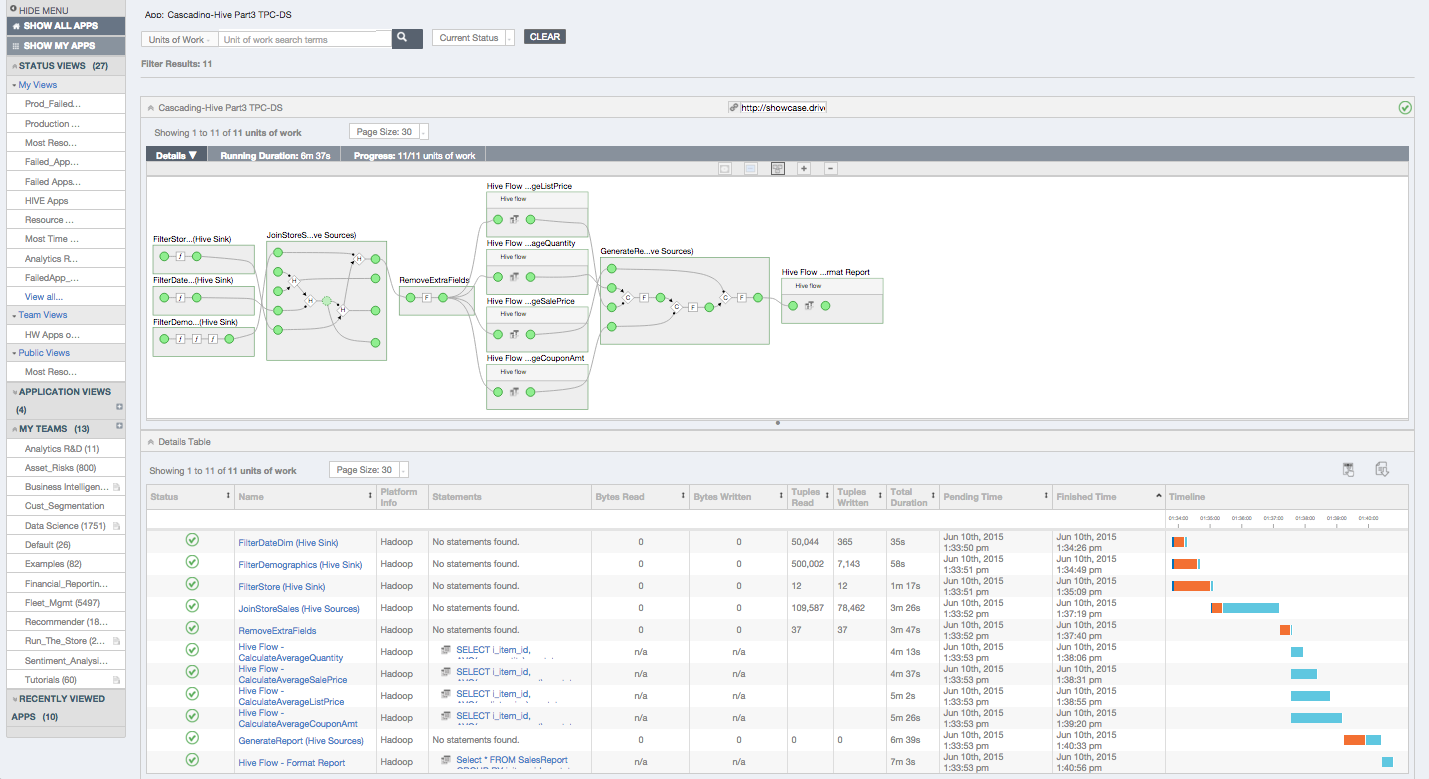 HIDE MENU
SHOW ALL APPS
SHOW MY APPS
STATUS VIEWS (27)
My Views
Prod_Failed...
Production ...
Most Reso...
Failed_App...
Failed Apps...
HIVE Apps
Resource ...
Most Time ...
Analytics R...
FailedApp_...
View all...
Team Views
HW Apps o...
Public Views
Most Reso...
APPLICATION VIEWS
(4)
MY TEAMS (13)
Analytics R&D (11)
Asset_Risks (800)
Business Intelligen...
Cust_Segmentation
Data Science (1751)
Default (26)
Examples (82)
Financial_Reportin...
Fleet_Mgmt (5497)
Recommender (18...
Run_The_Store (2...
Sentiment_Analysi...
Tutorials (60)
RECENTLY VIEWED
APPS (10)
App: Cascading-Hive Part3 TPC-DS
Units of Work Unit of work search terms Current Status CLEAR
Filter Results: 11
Cascading-Hive Part3 TPC-DS http://showcase.drive
Showing 1 to 11 of 11 units of work Page Size: 30
Details ▼ Running Duration: 6m 37s Progress: 11/11 units of work
FilterStor...(Hive Sink)
FilterDate...(Hive Sink)
FilterDemo...(Hive Sink)
JoinStoreS...ve Sources)
RemoveExtraFields
Hive Flow ...geListPrice
Hive flow
Hive Flow ...ageQuantity
Hive flow
Hive Flow ...geSalePrice
Hive flow
Hive Flow ...geCouponAmt
Hive flow
GenerateRe...ve Sources)
Hive Flow ...rmat Report
Hive flow
Details Table
Showing 1 to 11 of 11 units of work Page Size: 30
Status Name Platform Info Statements Bytes Read Bytes Written Tuples Read Tuples Written Total Duration Pending Time Finished Time Timeline
01:34:00 01:35:00 01:36:00 01:37:00 01:38:00 01:39:00 01:40:00
FilterDateDim (Hive Sink) Hadoop No statements found. 0 0 50,044 365 35s Jun 10th, 2015 1:33:50 pm Jun 10th, 2015 1:34:26 pm
FilterDemographics (Hive Sink) Hadoop No statements found. 0 0 500,002 7,143 58s Jun 10th, 2015 1:33:51 pm Jun 10th, 2015 1:34:49 pm
FilterStore (Hive Sink) Hadoop No statements found. 0 0 12 12 1m 17s Jun 10th, 2015 1:33:51 pm Jun 10th, 2015 1:35:09 pm
JoinStoreSales (Hive Sources) Hadoop No statements found. 0 0 109,587 78,462 3m 26s Jun 10th, 2015 1:33:52 pm Jun 10th, 2015 1:37:19 pm
RemoveExtraFields Hadoop No statements found. 0 0 37 37 3m 47s Jun 10th, 2015 1:33:52 pm Jun 10th, 2015 1:37:40 pm
Hive Flow - CalculateAverageQuantity Hadoop SELECT i_item_id, n/a n/a 4m 13s Jun 10th, 2015 1:33:53 pm Jun 10th, 2015 1:38:06 pm
Hive Flow - CalculateAverageSalePrice Hadoop SELECT i_item_id, n/a n/a 4m 37s Jun 10th, 2015 1:33:53 pm Jun 10th, 2015 1:38:31 pm
Hive Flow - CalculateAverageListPrice Hadoop SELECT i_item_id, n/a n/a 5m 2s Jun 10th, 2015 1:33:53 pm Jun 10th, 2015 1:38:55 pm
Hive Flow - CalculateAverageCouponAmt Hadoop SELECT i_item_id, n/a n/a 5m 26s Jun 10th, 2015 1:33:53 pm Jun 10th, 2015 1:39:20 pm
GenerateReport (Hive Sources) Hadoop No statements found. 0 0 0 0 6m 39s Jun 10th, 2015 1:33:53 pm Jun 10th, 2015 1:40:33 pm
Hive Flow - Format Report Hadoop Select * FROM SalesReport n/a n/a 7m 3s Jun 10th, 2015 1:33:53 pm Jun 10th, 2015 1:40:56 pm